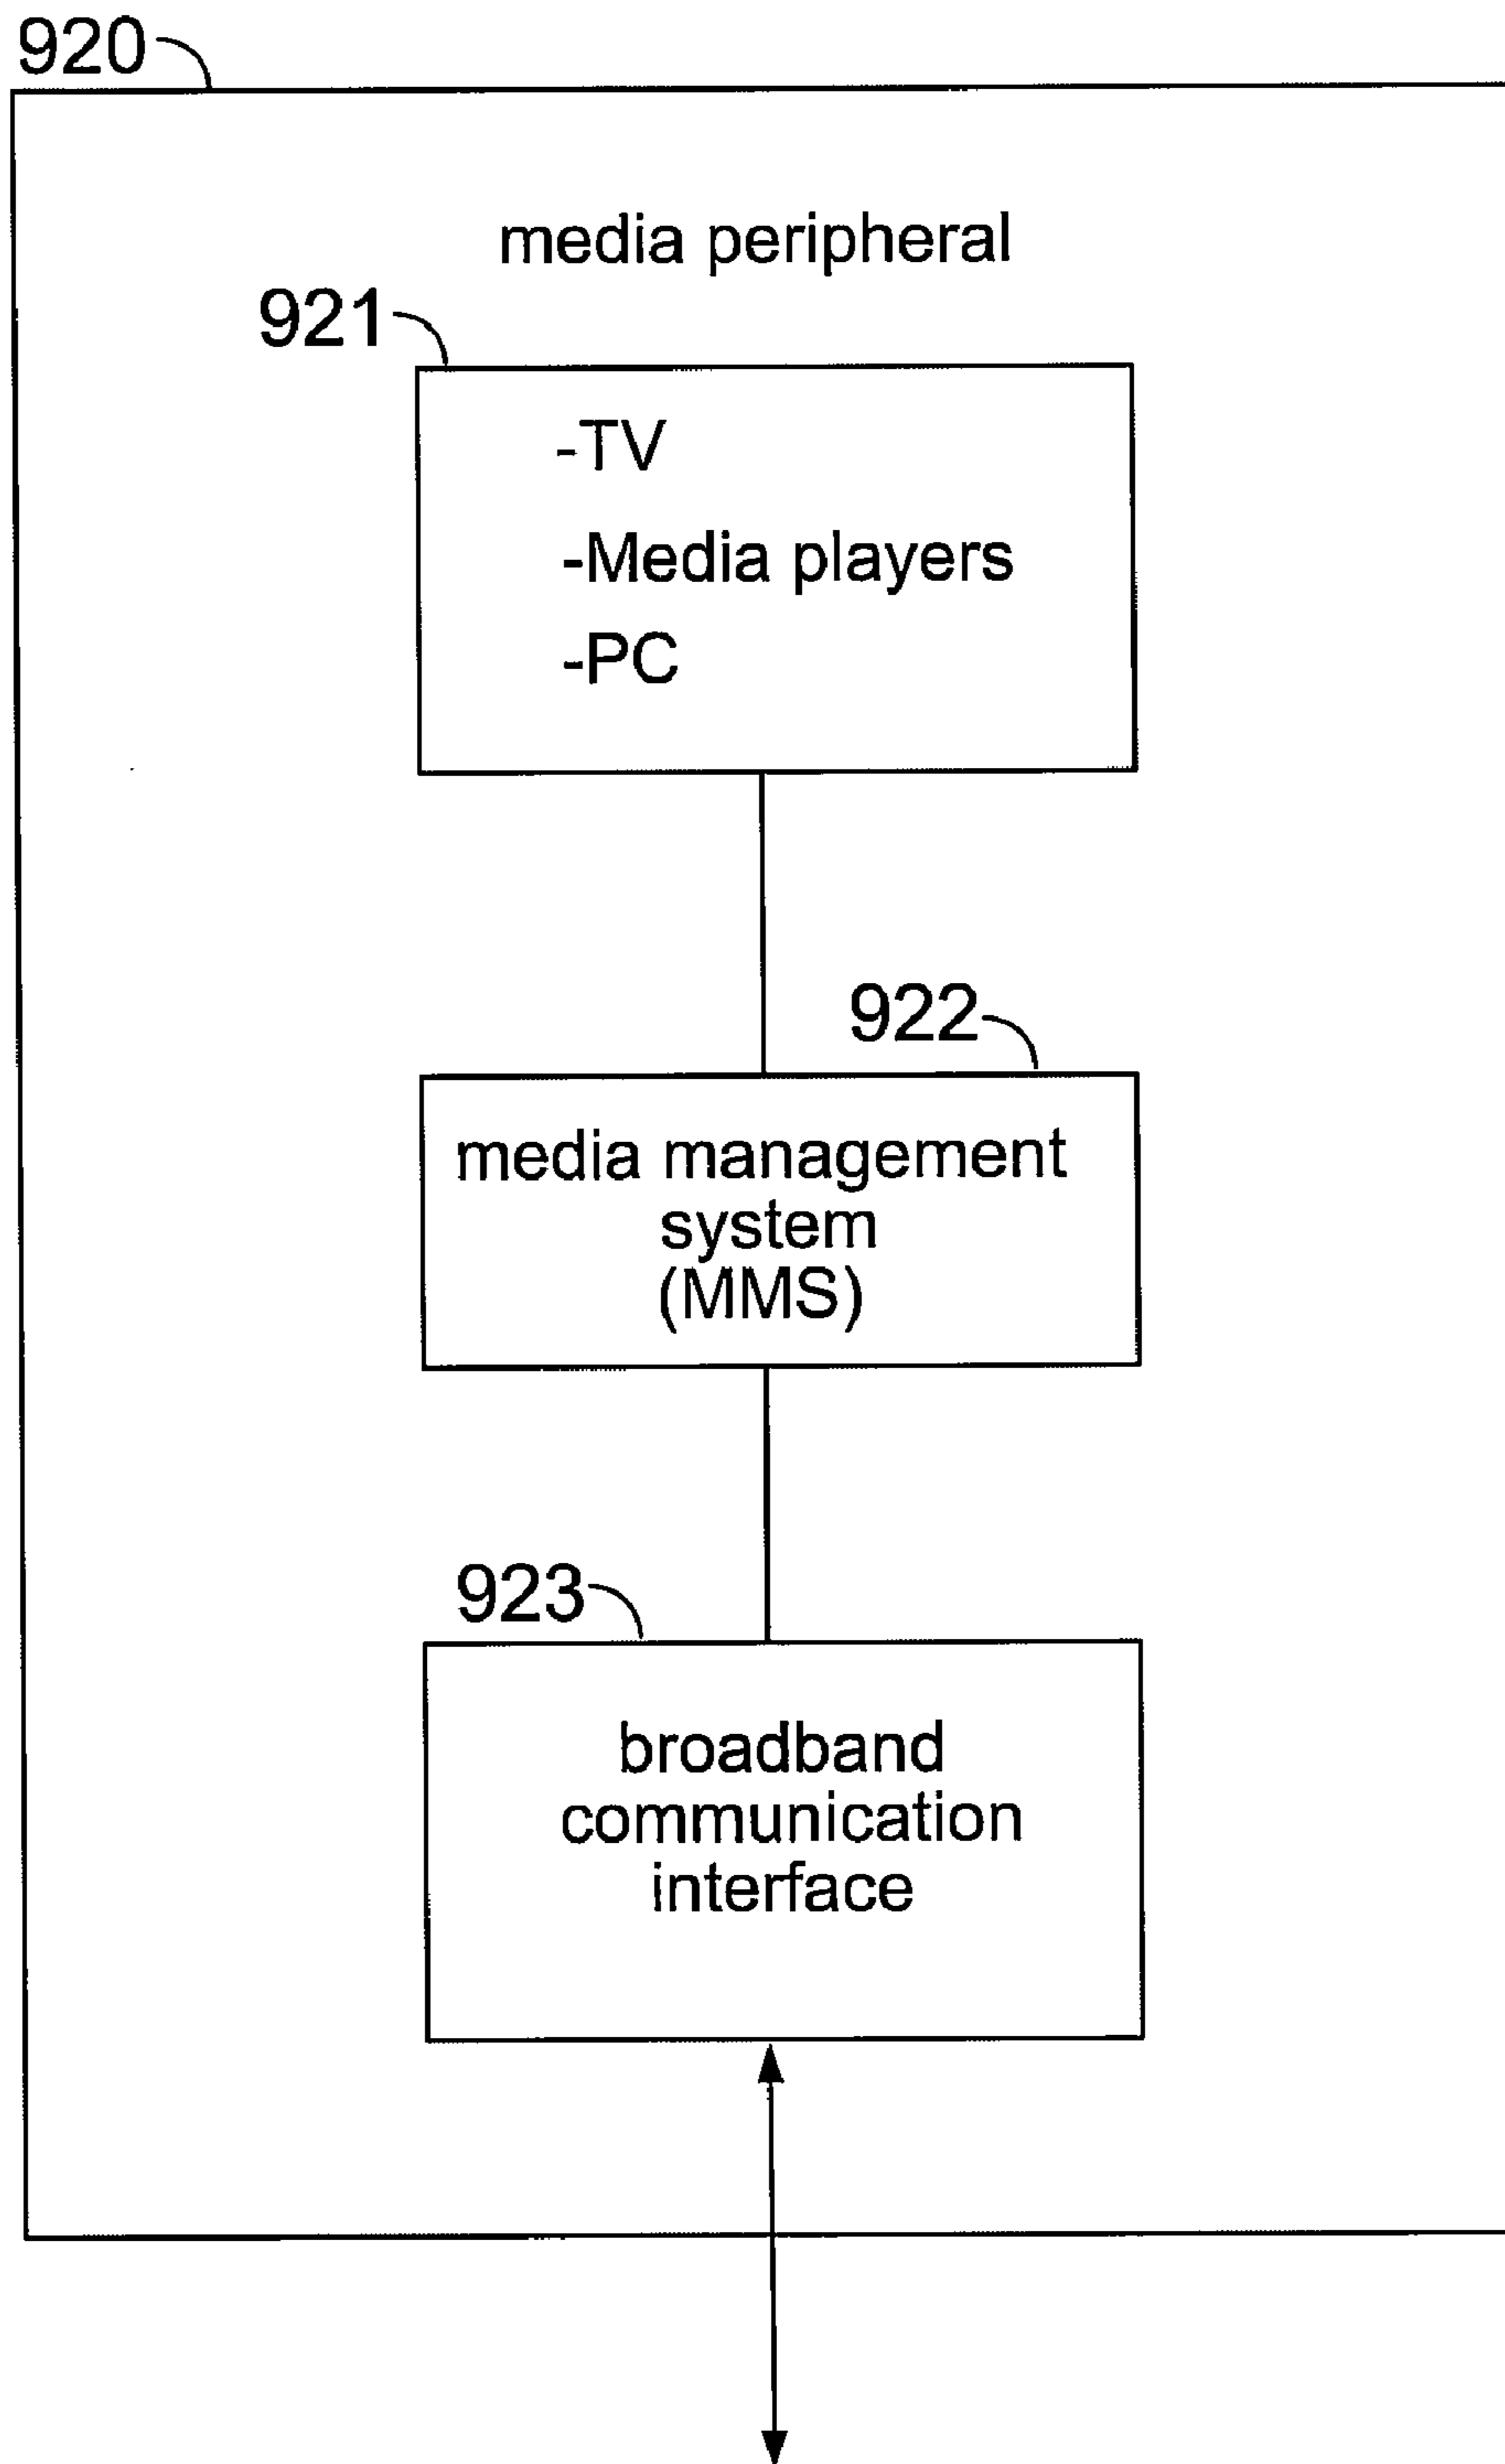 920
media peripheral
921
-TV
-Media players
-PC
922
media management
system
(MMS)
923
broadband
communication
interface